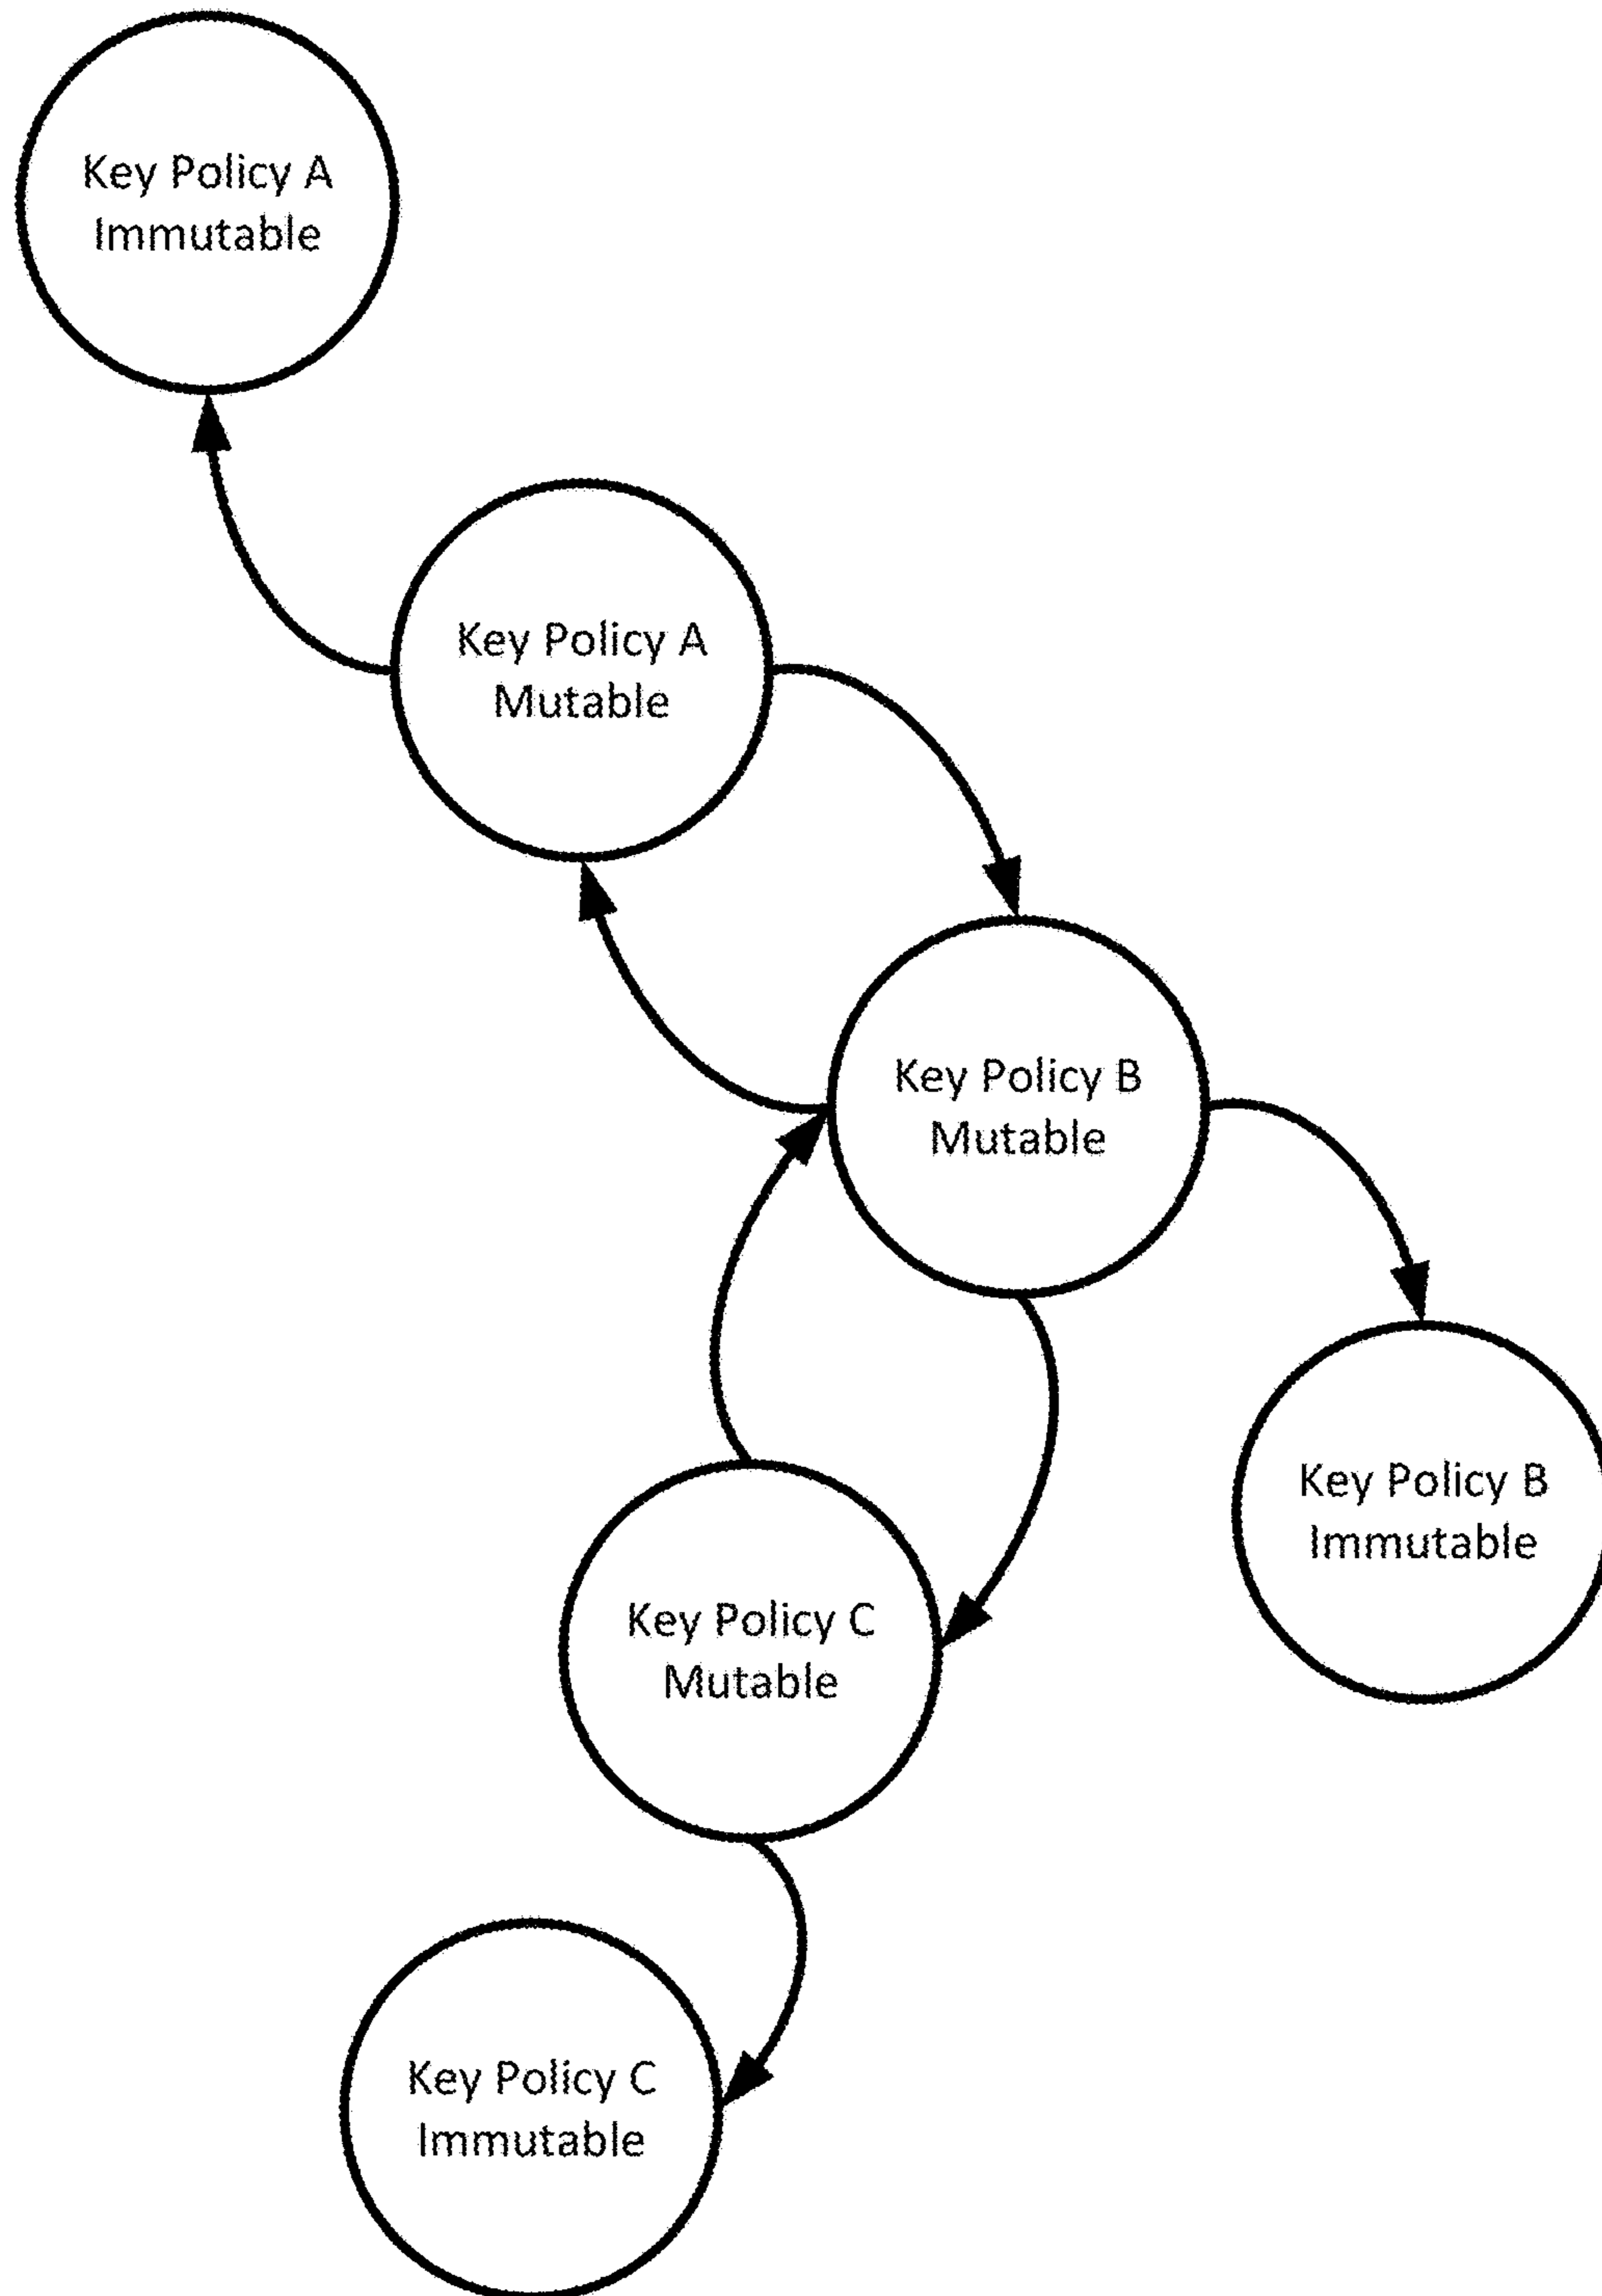 Key Policy A
Immutable
Key Policy A
Mutable
Key Policy B
Mutable
Key Policy B
Immutable
Key Policy C
Mutable
Key Policy C
Immutable